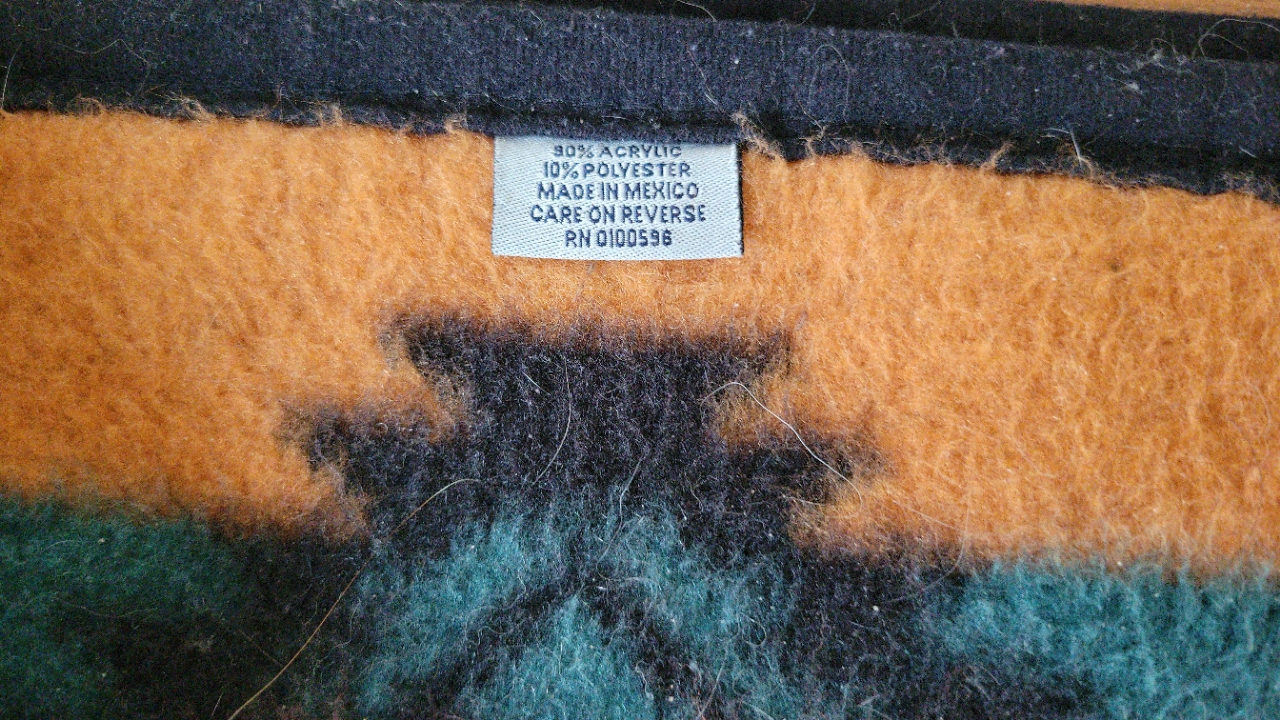 90% ACRYLIC
10% POLYESTER
MADE IN MEXICO
CARE ON REVERSE
RN 0100596